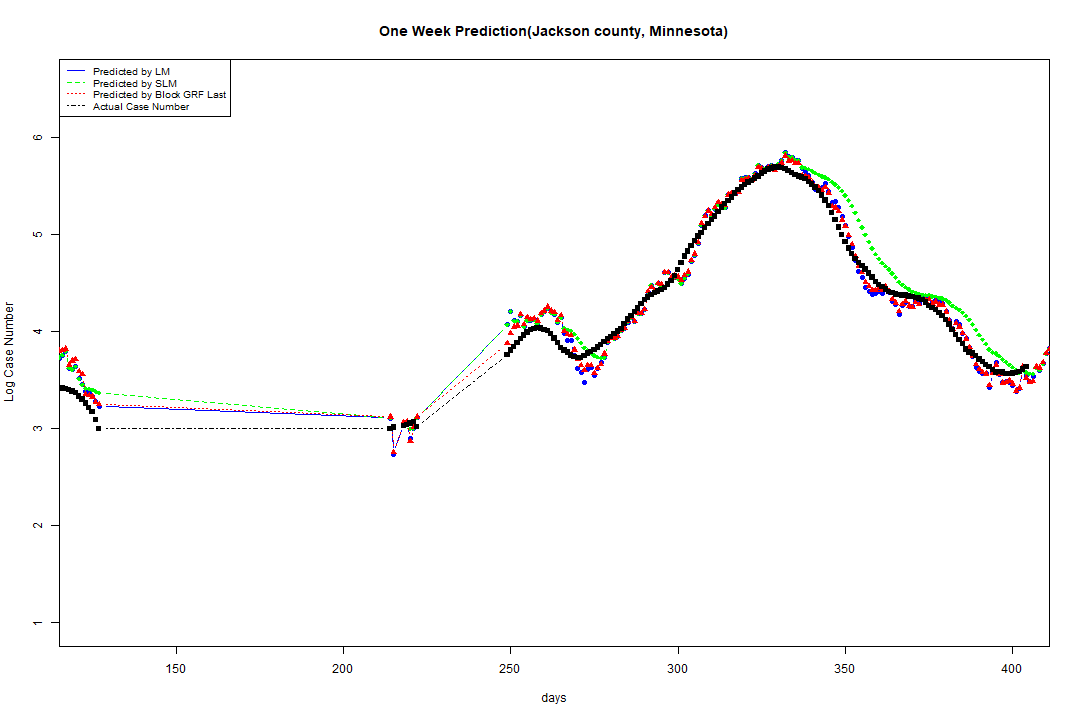 One Week Prediction(Jackson county, Minnesota)
Predicted by LM
Predicted by SLM
Predicted by Block GRF Last
Actual Case Number
Log Case Number
6
5
4
3
2
1
150 200 250 300 350 400
days